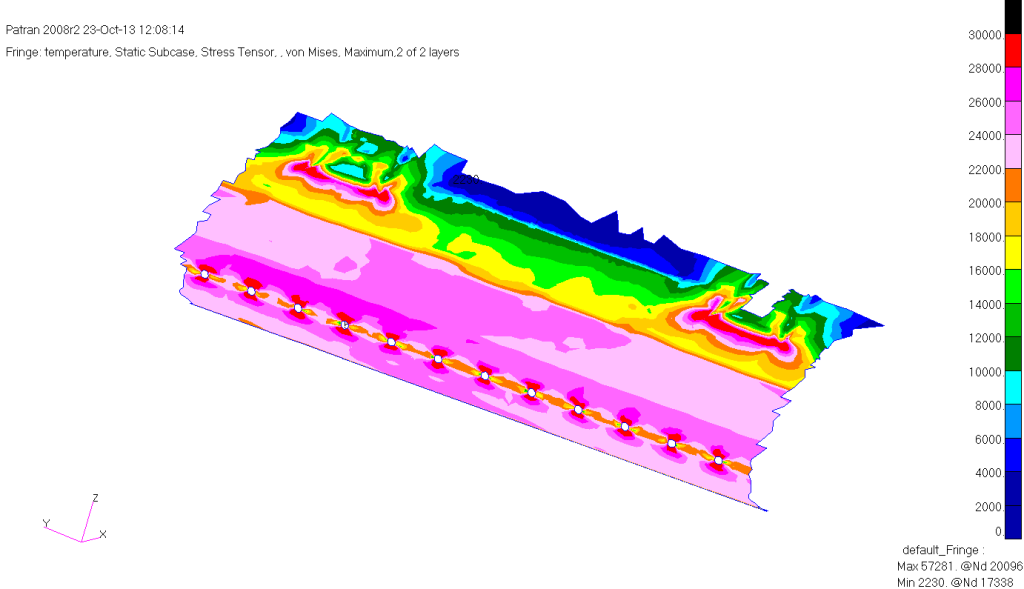 Patran 2008r2 23-Oct-13 12:08:14
Fringe: temperature, Static Subcase, Stress Tensor, , von Mises, Maximum,2 of 2 layers
30000.
28000.
26000.
24000.
22000.
20000.
18000.
16000.
14000.
12000.
10000.
8000.
6000.
4000.
2000.
0.
Z
Y
X
default_Fringe :
Max 57281. @Nd 20096
Min 2230. @Nd 17338